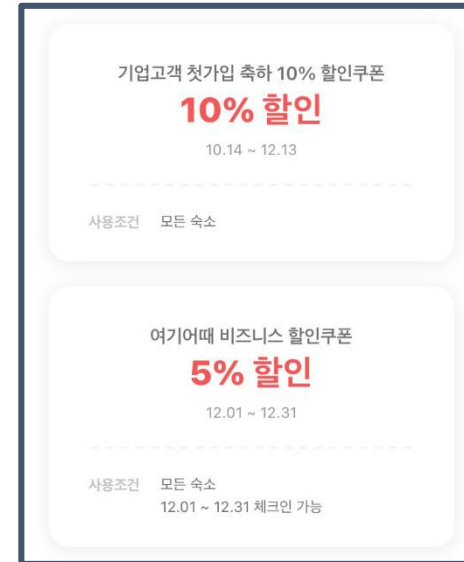 기업고객 첫가입 축하 10% 할인쿠폰
10% 할인
10.14 ~ 12.13
사용조건 모든 숙소
여기어때 비즈니스 할인쿠폰
5% 할인
12.01 ~ 12.31
사용조건 모든 숙소
12.01 ~ 12.31 체크인 가능